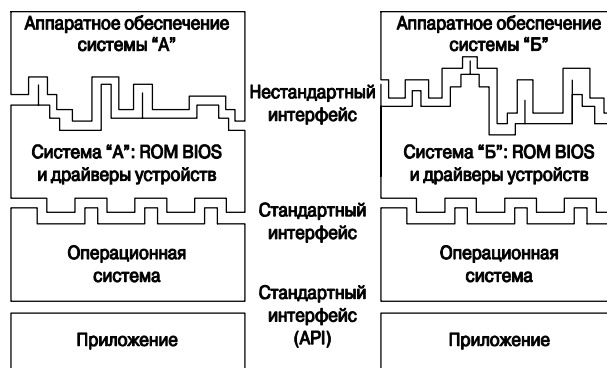 Аппаратное обеспечение
системы “А”
Нестандартный
интерфейс
Аппаратное обеспечение
системы “Б”
Система “А”: ROM BIOS
и драйверы устройств
Стандартный
интерфейс
Система “Б”: ROM BIOS
и драйверы устройств
Операционная
система
Стандартный
интерфейс
(API)
Операционная
система
Приложение
Приложение